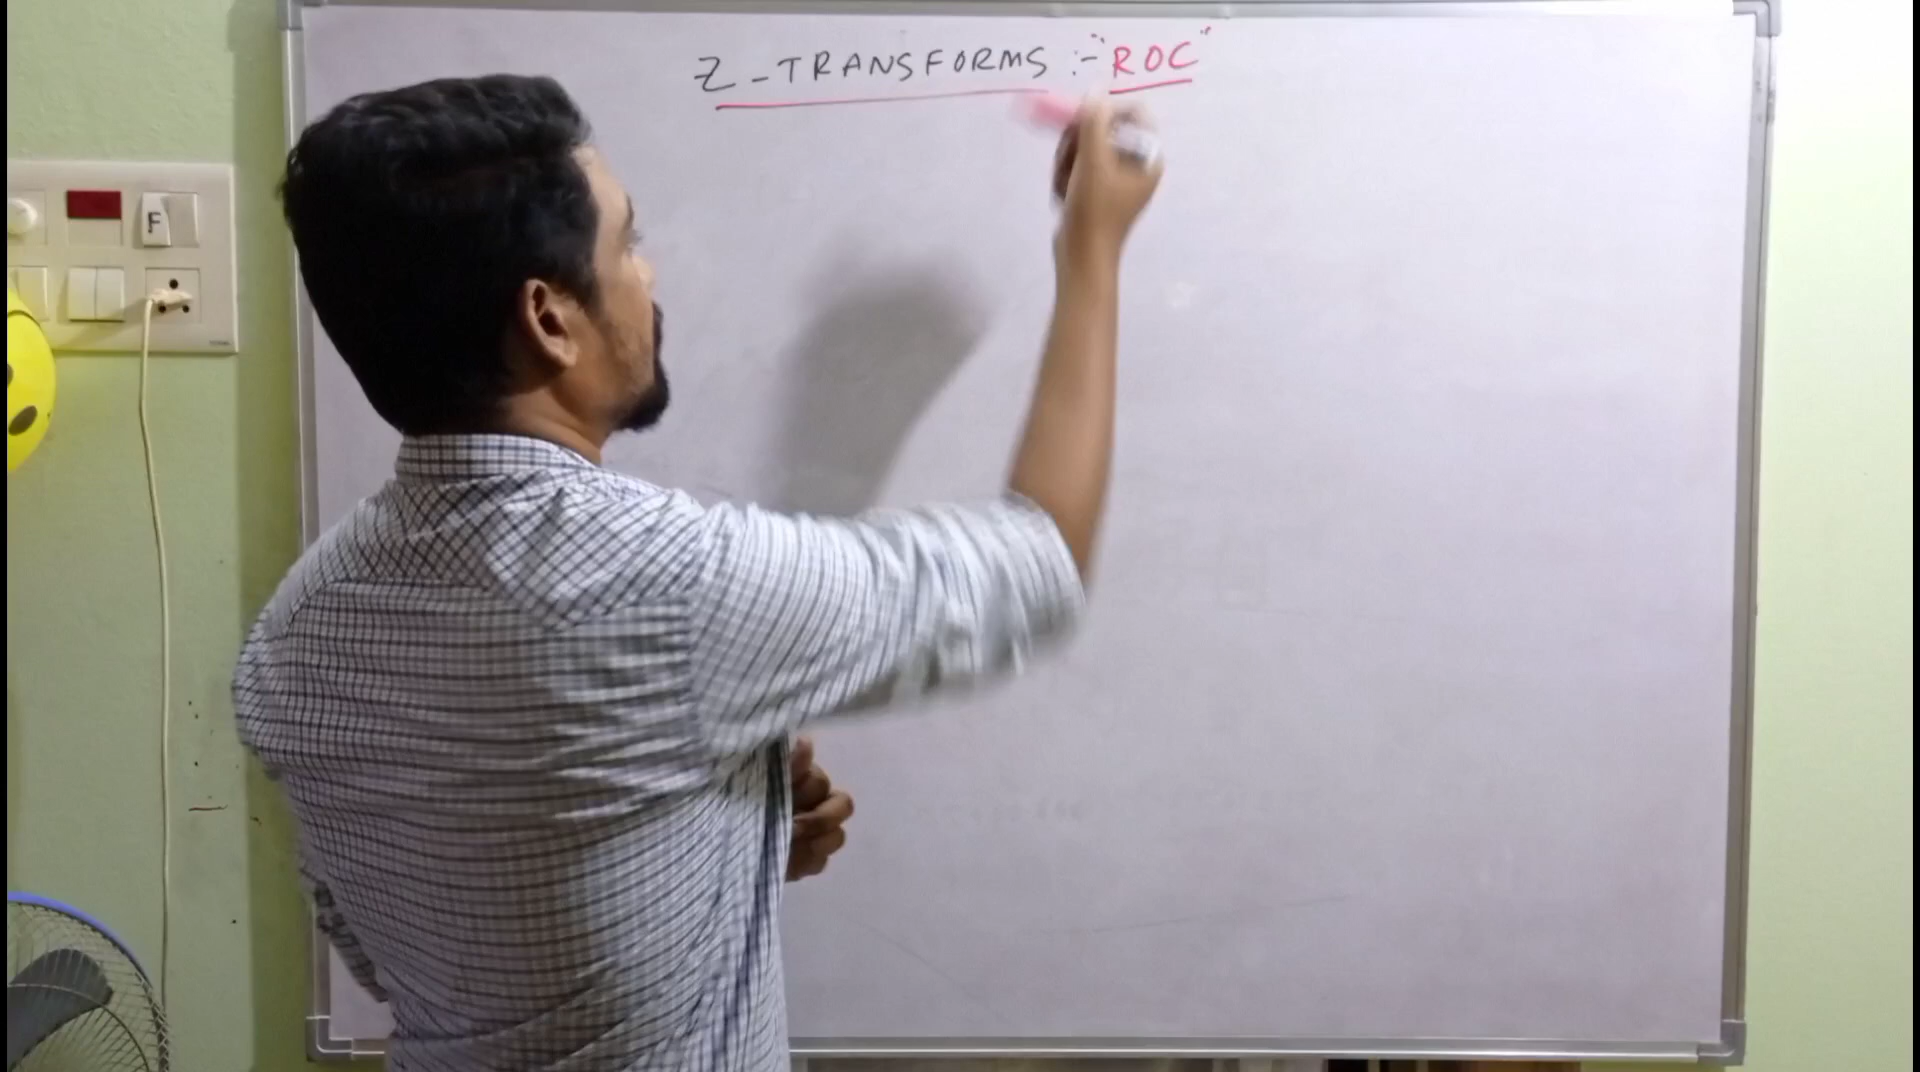 Z-TRANSFORMS :- "ROC"
F